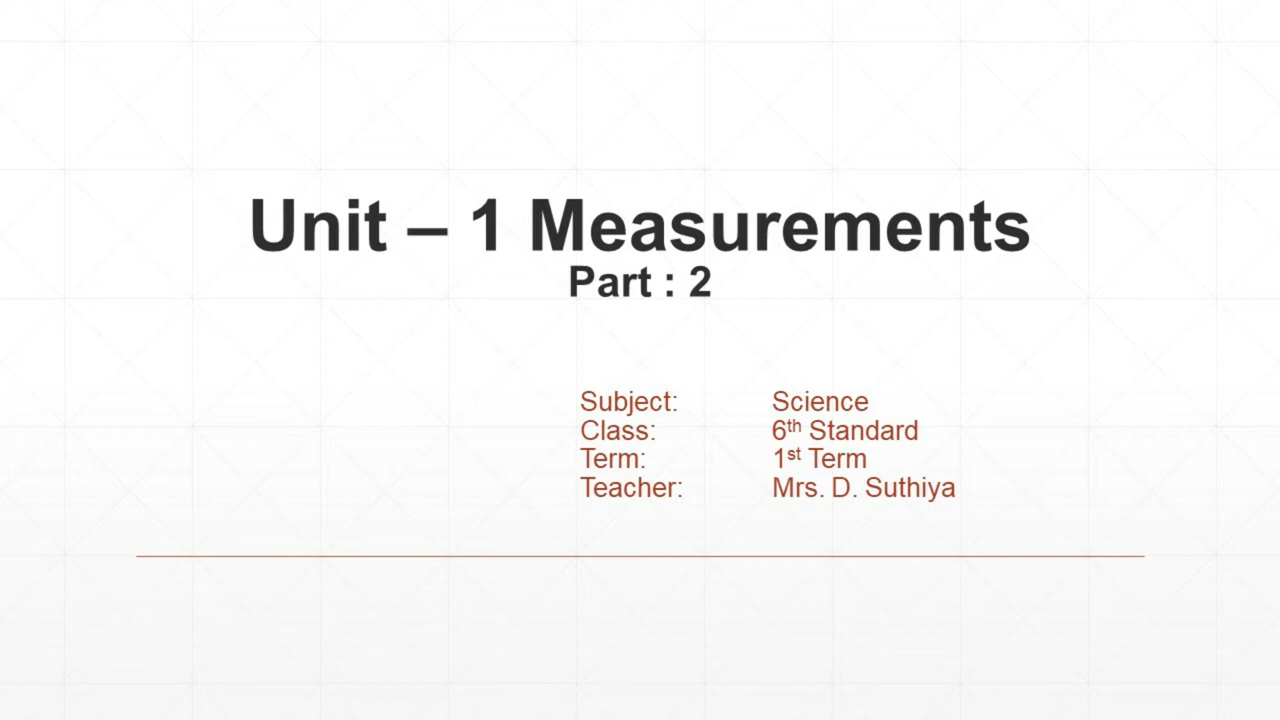 Unit – 1 Measurements
Part : 2
Subject: Science
Class: 6th Standard
Term: 1st Term
Teacher: Mrs. D. Suthiya